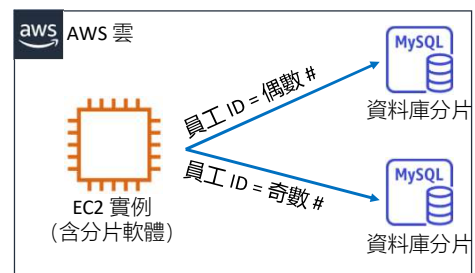 aws AWS 雲
MySQL
資料庫分片
員工 ID = 偶數 #
員工 ID = 奇數 #
MySQL
資料庫分片
EC2 實例
(含分片軟體)